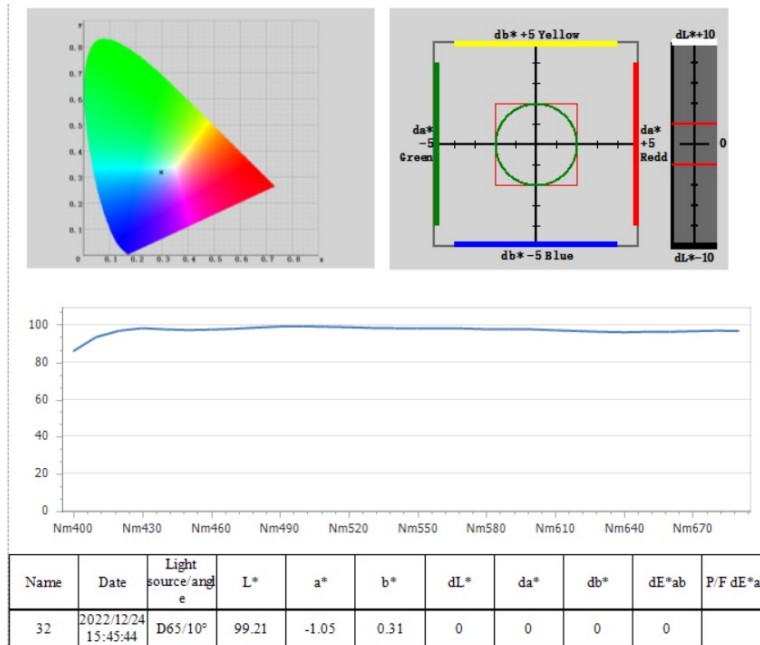 y
0.8
0.7
0.6
0.5
0.4
0.3
0.2
0.1
0 0.1 0.2 0.3 0.4 0.5 0.6 0.7 0.8 x
db* +5 Yellow
da*
-5
Green
da*
+5
Redd
db* -5 Blue
dL*+10
0
dL*-10
100
80
60
40
20
0
Nm400 Nm430 Nm460 Nm490 Nm520 Nm550 Nm580 Nm610 Nm640 Nm670
Name Date Light source/angl e L* a* b* dL* da* db* dE*ab P/F dE*a
32 2022/12/24 15:45:44 D65/10° 99.21 -1.05 0.31 0 0 0 0